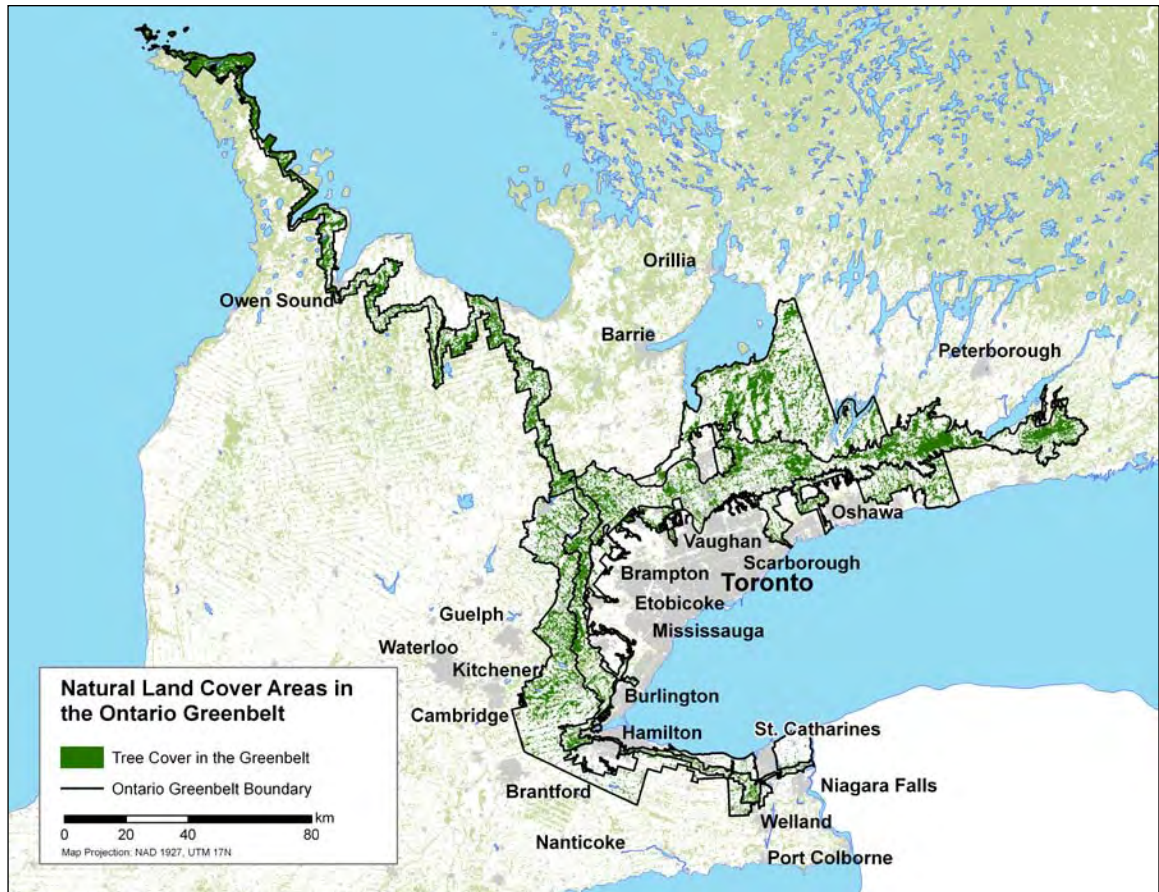 Orillia
Owen Sound
Barrie
Peterborough
Oshawa
Vaughan
Scarborough
Brampton
Toronto
Etobicoke
Guelph
Mississauga
Waterloo
Kitchener
Burlington
Cambridge
Hamilton
St. Catharines
Brantford
Niagara Falls
Welland
Nanticoke
Port Colborne
Natural Land Cover Areas in
the Ontario Greenbelt
Tree Cover in the Greenbelt
Ontario Greenbelt Boundary
km
0 20 40 80
Map Projection: NAD 1927, UTM 17N